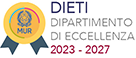 DIETI
DIPARTIMENTO
DI ECCELLENZA
2023 - 2027
MUR